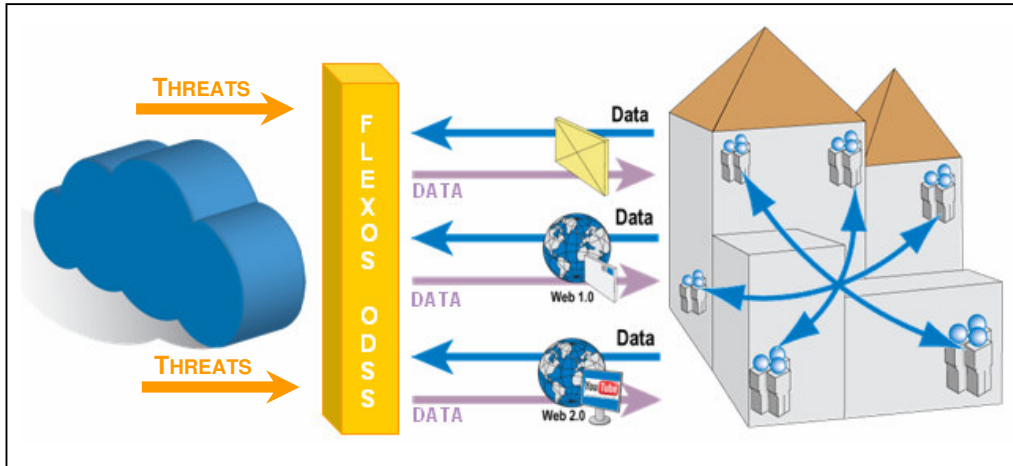 THREATS
THREATS
FLEXOS ODSS
Data
DATA
Data
DATA
Web 1.0
Data
DATA
YouTube
Web 2.0